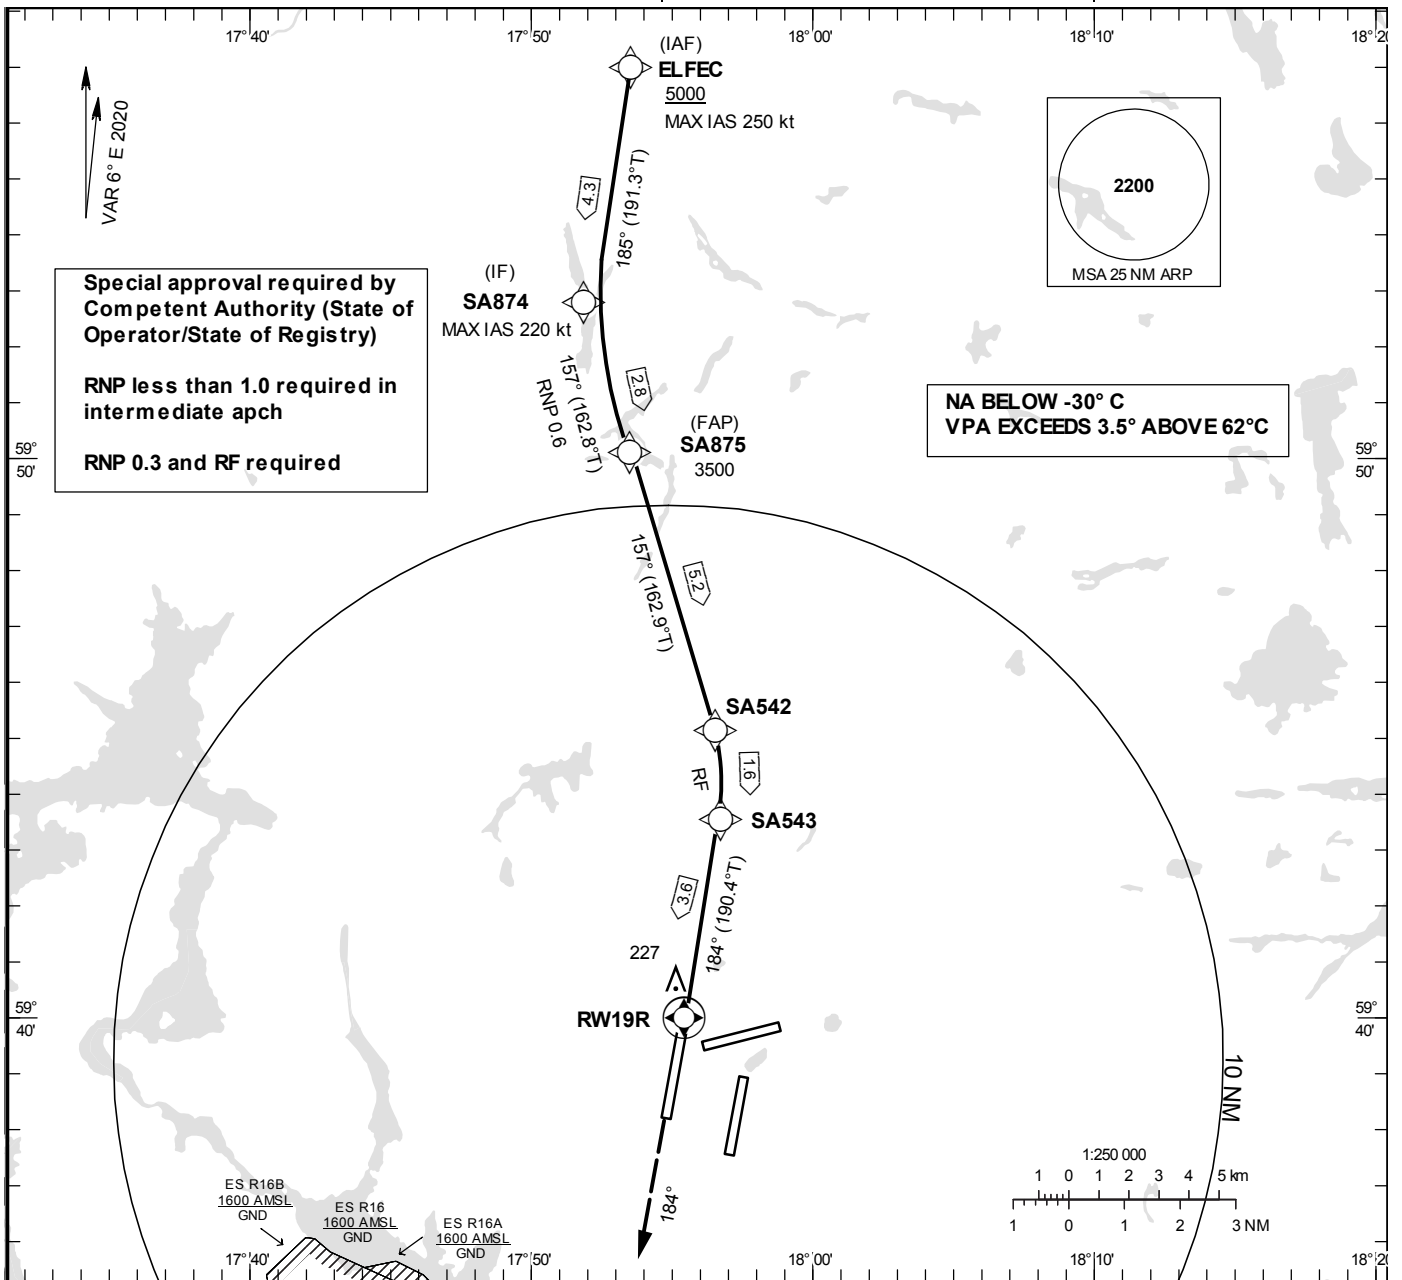 17° 40'
17° 50'
18° 00'
18° 10'
18° 20
(IAF)
ELFEC
5000
MAX IAS 250 kt
VAR 6° E 2020
2200
MSA 25 NM ARP
4.3
185° (191.3°T)
Special approval required by
Competent Authority (State of
Operator/State of Registry)
RNP less than 1.0 required in
intermediate apch
RNP 0.3 and RF required
(IF)
SA874
MAX IAS 220 kt
157° (162.8°T)
RNP 0.6
2.8
NA BELOW -30° C
VPA EXCEEDS 3.5° ABOVE 62°C
(FAP)
SA875
3500
59°
50'
59°
50'
157° (162.9°T)
5.2
SA542
RF
1.6
SA543
3.6
184° (190.4°T)
227
RW19R
59°
40'
59°
40'
10 NM
184°
1:250 000
1 0 1 2 3 4 5 km
1 0 1 2 3 NM
ES R16B
1600 AMSL
GND
ES R16
1600 AMSL
GND
ES R16A
1600 AMSL
GND
17° 40'
17° 50'
18° 00'
18° 10'